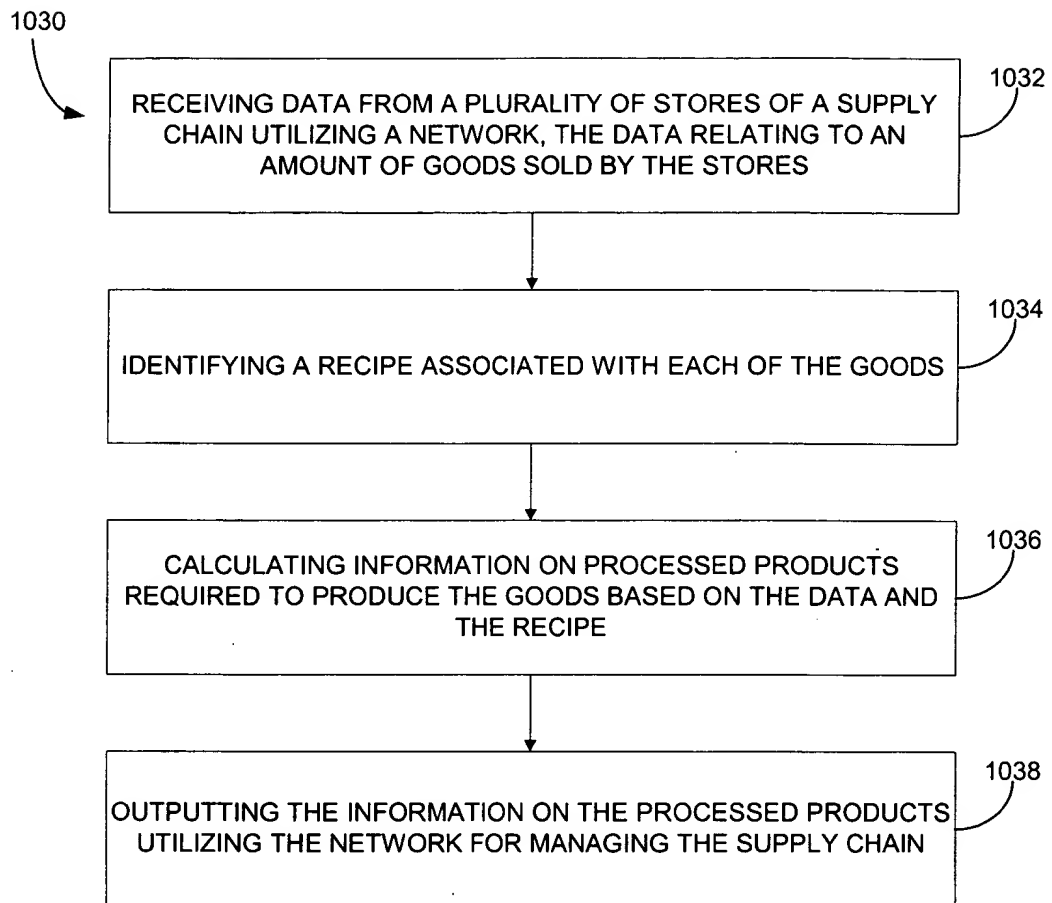 1030
RECEIVING DATA FROM A PLURALITY OF STORES OF A SUPPLY
CHAIN UTILIZING A NETWORK, THE DATA RELATING TO AN
AMOUNT OF GOODS SOLD BY THE STORES
1032
IDENTIFYING A RECIPE ASSOCIATED WITH EACH OF THE GOODS
1034
CALCULATING INFORMATION ON PROCESSED PRODUCTS
REQUIRED TO PRODUCE THE GOODS BASED ON THE DATA AND
THE RECIPE
1036
OUTPUTTING THE INFORMATION ON THE PROCESSED PRODUCTS
UTILIZING THE NETWORK FOR MANAGING THE SUPPLY CHAIN
1038